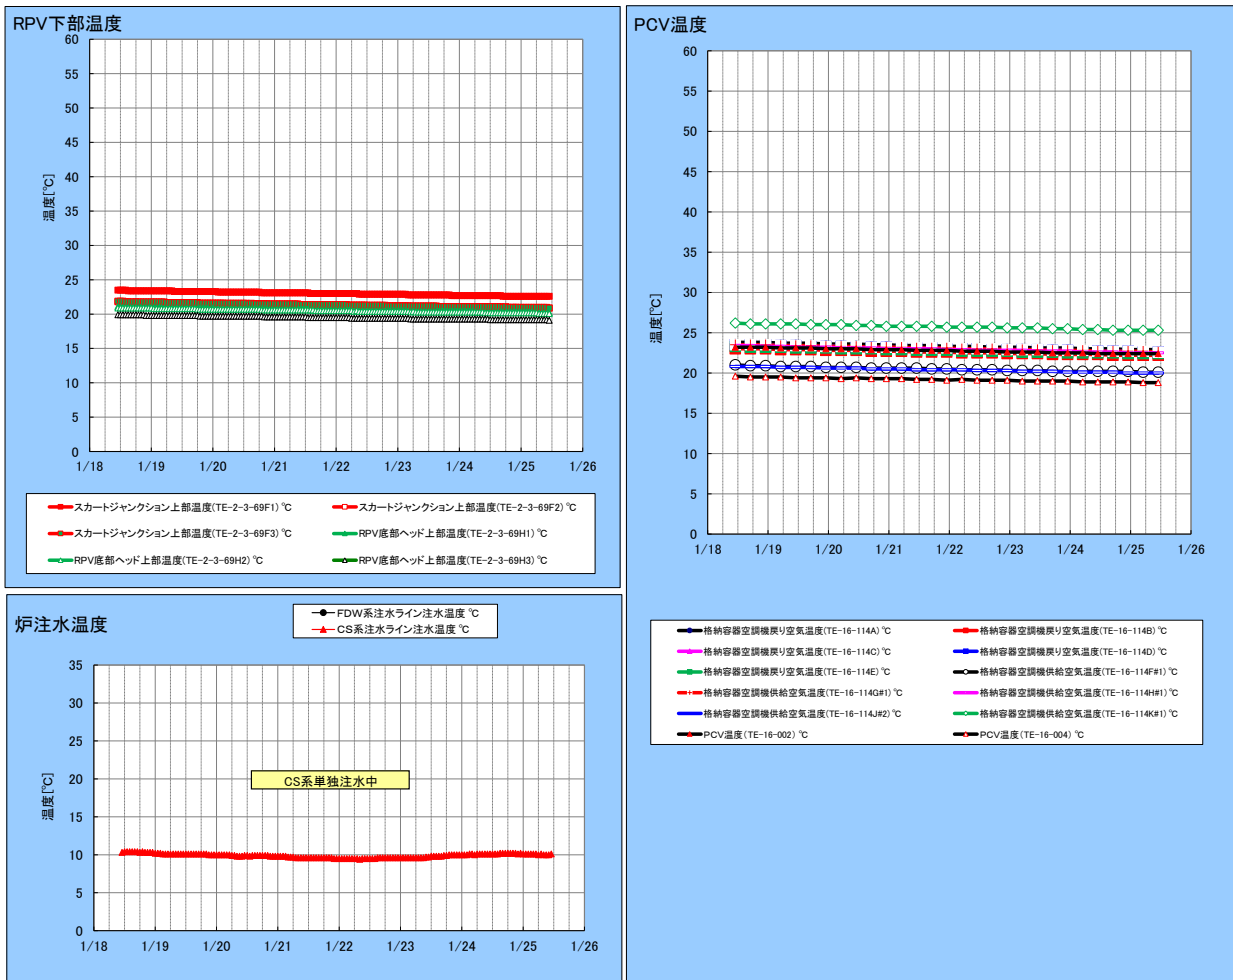 RPV下部温度
60
55
50
45
40
35
30
25
20
15
10
5
0
温度[℃]
1/18 1/19 1/20 1/21 1/22 1/23 1/24 1/25 1/26
スカートジャンクション上部温度(TE-2-3-69F1) ℃
スカートジャンクション上部温度(TE-2-3-69F2) ℃
スカートジャンクション上部温度(TE-2-3-69F3) ℃
RPV底部ヘッド上部温度(TE-2-3-69H1) ℃
RPV底部ヘッド上部温度(TE-2-3-69H2) ℃
RPV底部ヘッド上部温度(TE-2-3-69H3) ℃
炉注水温度
FDW系注水ライン注水温度 ℃
CS系注水ライン注水温度 ℃
35
30
25
20
15
10
5
0
温度[℃]
CS系単独注水中
1/18 1/19 1/20 1/21 1/22 1/23 1/24 1/25 1/26
PCV温度
60
55
50
45
40
35
30
25
20
15
10
5
0
温度[℃]
1/18 1/19 1/20 1/21 1/22 1/23 1/24 1/25 1/26
格納容器空調機戻り空気温度(TE-16-114A) ℃
格納容器空調機戻り空気温度(TE-16-114B) ℃
格納容器空調機戻り空気温度(TE-16-114C) ℃
格納容器空調機戻り空気温度(TE-16-114D) ℃
格納容器空調機戻り空気温度(TE-16-114E) ℃
格納容器空調機供給空気温度(TE-16-114F#1) ℃
格納容器空調機供給空気温度(TE-16-114G#1) ℃
格納容器空調機供給空気温度(TE-16-114H#1) ℃
格納容器空調機供給空気温度(TE-16-114J#2) ℃
格納容器空調機供給空気温度(TE-16-114K#1) ℃
PCV温度(TE-16-002) ℃
PCV温度(TE-16-004) ℃